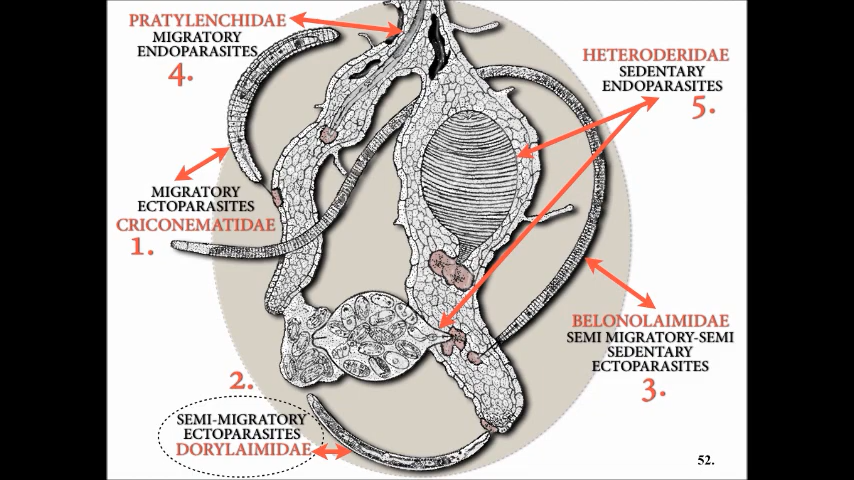 PRATYLENCHIDAE
MIGRATORY
ENDOPARASITES
4.
HETERODERIDAE
SEDENTARY
ENDOPARASITES
5.
MIGRATORY
ECTOPARASITES
CRICONEMATIDAE
1.
BELONOLAIMIDAE
SEMI MIGRATORY-SEMI
SEDENTARY
ECTOPARASITES
3.
2.
SEMI-MIGRATORY
ECTOPARASITES
DORYLAIMIDAE
52.